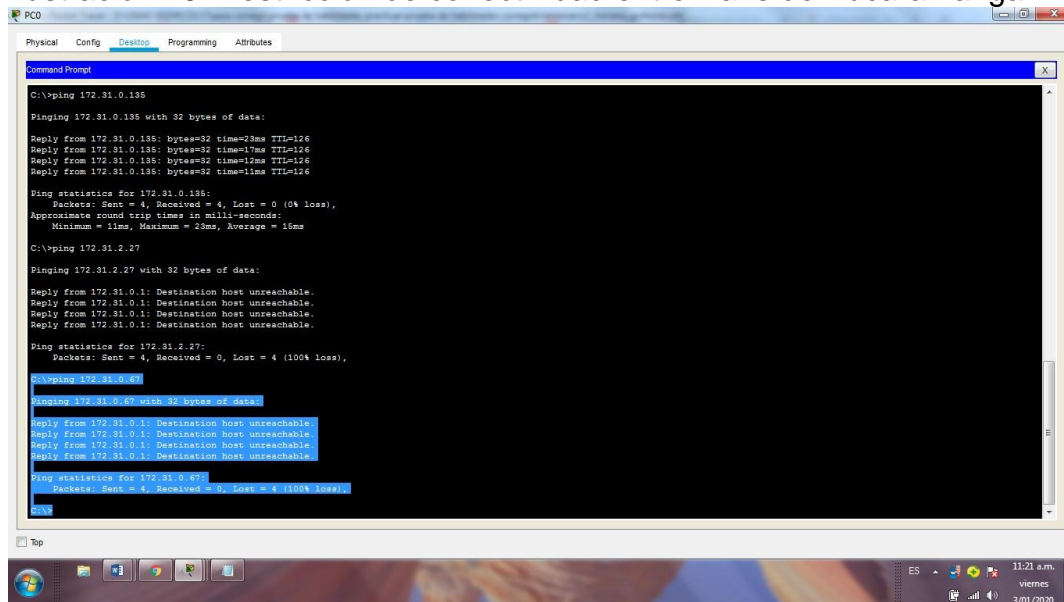 PC0
Physical Config Desktop Programming Attributes
Command Prompt X
C:\>ping 172.31.0.135
Pinging 172.31.0.135 with 32 bytes of data:
Reply from 172.31.0.135: bytes=32 time=23ms TTL=126
Reply from 172.31.0.135: bytes=32 time=17ms TTL=126
Reply from 172.31.0.135: bytes=32 time=12ms TTL=126
Reply from 172.31.0.135: bytes=32 time=11ms TTL=126
Ping statistics for 172.31.0.135:
Packets: Sent = 4, Received = 4, Lost = 0 (0% loss),
Approximate round trip times in milli-seconds:
Minimum = 11ms, Maximum = 23ms, Average = 15ms
C:\>ping 172.31.2.27
Pinging 172.31.2.27 with 32 bytes of data:
Reply from 172.31.0.1: Destination host unreachable.
Reply from 172.31.0.1: Destination host unreachable.
Reply from 172.31.0.1: Destination host unreachable.
Reply from 172.31.0.1: Destination host unreachable.
Ping statistics for 172.31.2.27:
Packets: Sent = 4, Received = 0, Lost = 4 (100% loss),
C:\>ping 172.31.0.67
Pinging 172.31.0.67 with 32 bytes of data:
Reply from 172.31.0.1: Destination host unreachable.
Reply from 172.31.0.1: Destination host unreachable.
Reply from 172.31.0.1: Destination host unreachable.
Reply from 172.31.0.1: Destination host unreachable.
Ping statistics for 172.31.0.67:
Packets: Sent = 4, Received = 0, Lost = 4 (100% loss),
C:\>
Top
ES 11:21 a.m.
viernes
3/01/2020